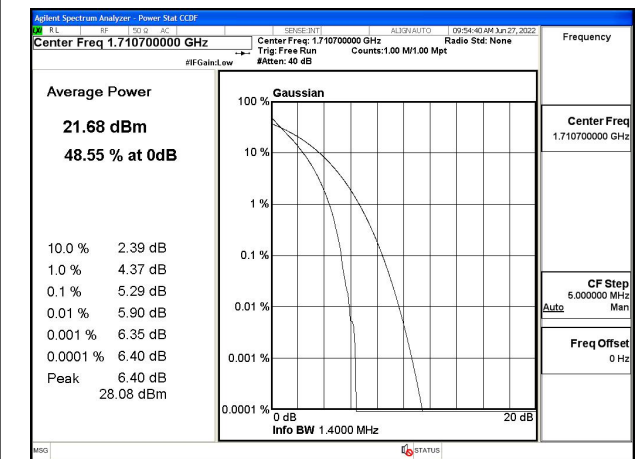 Agilent Spectrum Analyzer - Power Stat CCDF
LXI RL RF 50 Ω AC SENSE:INT ALIGN AUTO 09:54:40 AM Jun 27, 2022
Center Freq 1.710700000 GHz
Center Freq: 1.710700000 GHz Radio Std: None
Trig: Free Run Counts:1.00 M/1.00 Mpt
#IFGain:Low #Atten: 40 dB
Frequency
Average Power
21.68 dBm
48.55 % at 0dB
10.0 % 2.39 dB
1.0 % 4.37 dB
0.1 % 5.29 dB
0.01 % 5.90 dB
0.001 % 6.35 dB
0.0001 % 6.40 dB
Peak 6.40 dB
28.08 dBm
Gaussian
100 %
10 %
1 %
0.1 %
0.01 %
0.001 %
0.0001 %
0 dB 20 dB
Info BW 1.4000 MHz
Center Freq
1.710700000 GHz
CF Step
5.000000 MHz
Auto Man
Freq Offset
0 Hz
MSG STATUS